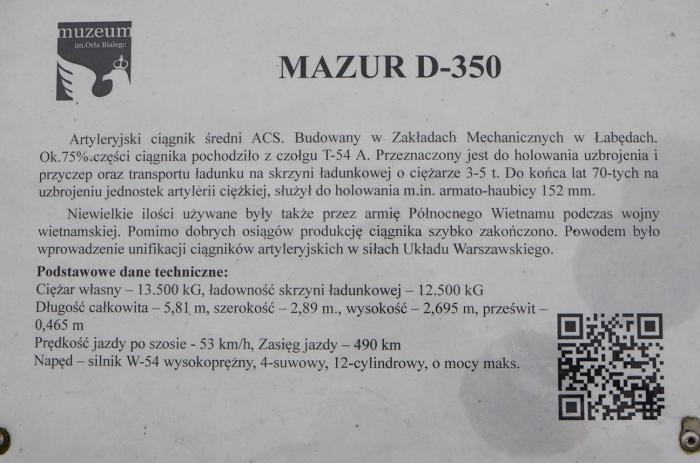 muzeum
im.Orła Białego
MAZUR D-350
Artyleryjski ciągnik średni ACS. Budowany w Zakładach Mechanicznych w Łabędach.
Ok.75%.części ciągnika pochodziło z czołgu T-54 A. Przeznaczony jest do holowania uzbrojenia i
przyczep oraz transportu ładunku na skrzyni ładunkowej o ciężarze 3-5 t. Do końca lat 70-tych na
uzbrojeniu jednostek artylerii ciężkiej, służył do holowania m.in. armato-haubicy 152 mm.
Niewielkie ilości używane były także przez armię Północnego Wietnamu podczas wojny
wietnamskiej. Pomimo dobrych osiągów produkcję ciągnika szybko zakończono. Powodem było
wprowadzenie unifikacji ciągników artyleryjskich w siłach Układu Warszawskiego.
Podstawowe dane techniczne:
Ciężar własny – 13.500 kG, ładowność skrzyni ładunkowej – 12.500 kG
Długość całkowita – 5,81 m, szerokość – 2,89 m., wysokość – 2,695 m, prześwit –
0,465 m
Prędkość jazdy po szosie - 53 km/h, Zasięg jazdy – 490 km
Napęd – silnik W-54 wysokoprężny, 4-suwowy, 12-cylindrowy, o mocy maks.